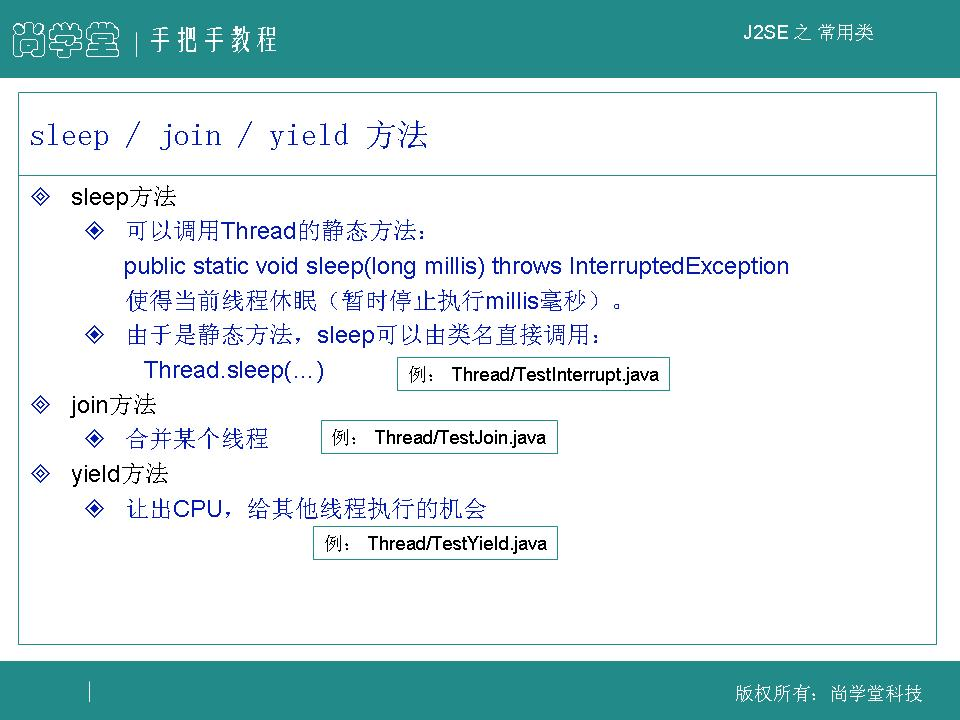 尚学堂 | 手把手教程
J2SE 之 常用类
sleep / join / yield 方法
sleep方法
可以调用Thread的静态方法：
public static void sleep(long millis) throws InterruptedException
使得当前线程休眠（暂时停止执行millis毫秒）。
由于是静态方法，sleep可以由类名直接调用：
Thread.sleep(…)
例： Thread/TestInterrupt.java
join方法
合并某个线程
例： Thread/TestJoin.java
yield方法
让出CPU，给其他线程执行的机会
例： Thread/TestYield.java
版权所有：尚学堂科技